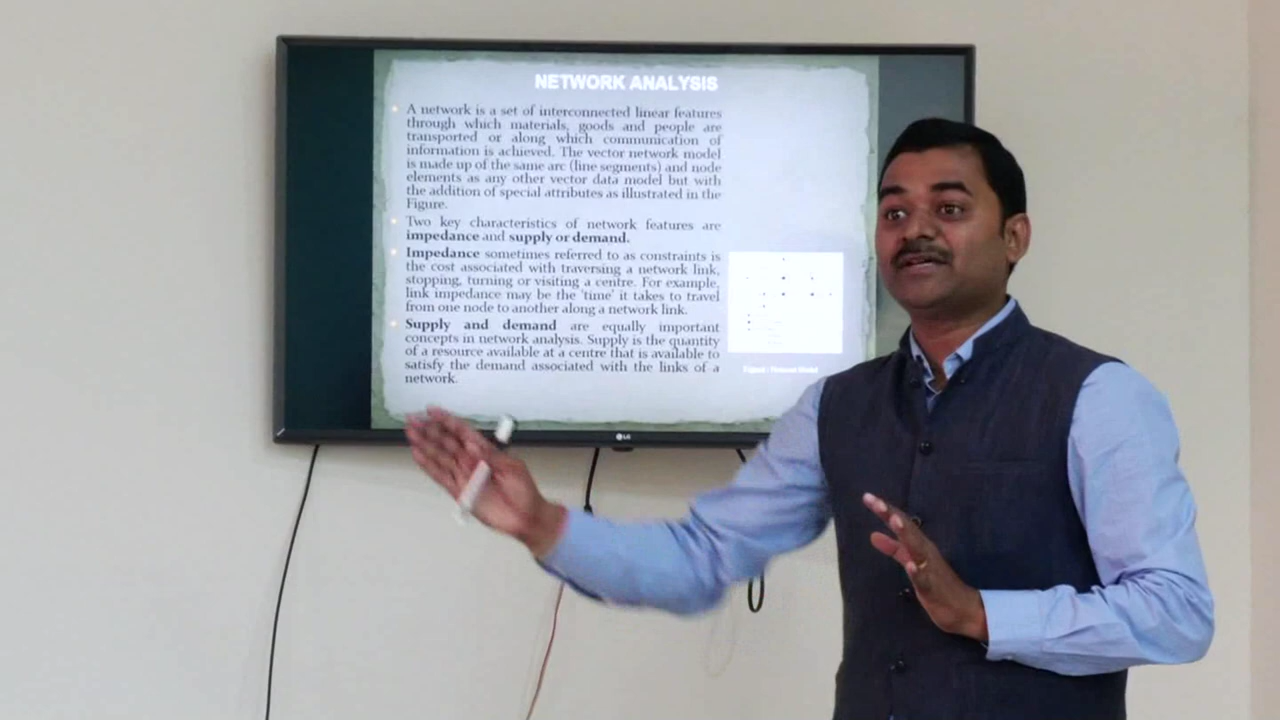 NETWORK ANALYSIS
A network is a set of interconnected linear features
through which materials, goods and people are
transported or along which communication of
information is achieved. The vector network model
is made up of the same arc (line segments) and node
elements as any other vector data model but with
the addition of special attributes as illustrated in the
Figure.
Two key characteristics of network features are
impedance and supply or demand.
Impedance sometimes referred to as constraints is
the cost associated with traversing a network link,
stopping, turning or visiting a centre. For example,
link impedance may be the 'time' it takes to travel
from one node to another along a network link.
Supply and demand are equally important
concepts in network analysis. Supply is the quantity
of a resource available at a centre that is available to
satisfy the demand associated with the links of a
network.
Network Model
LG